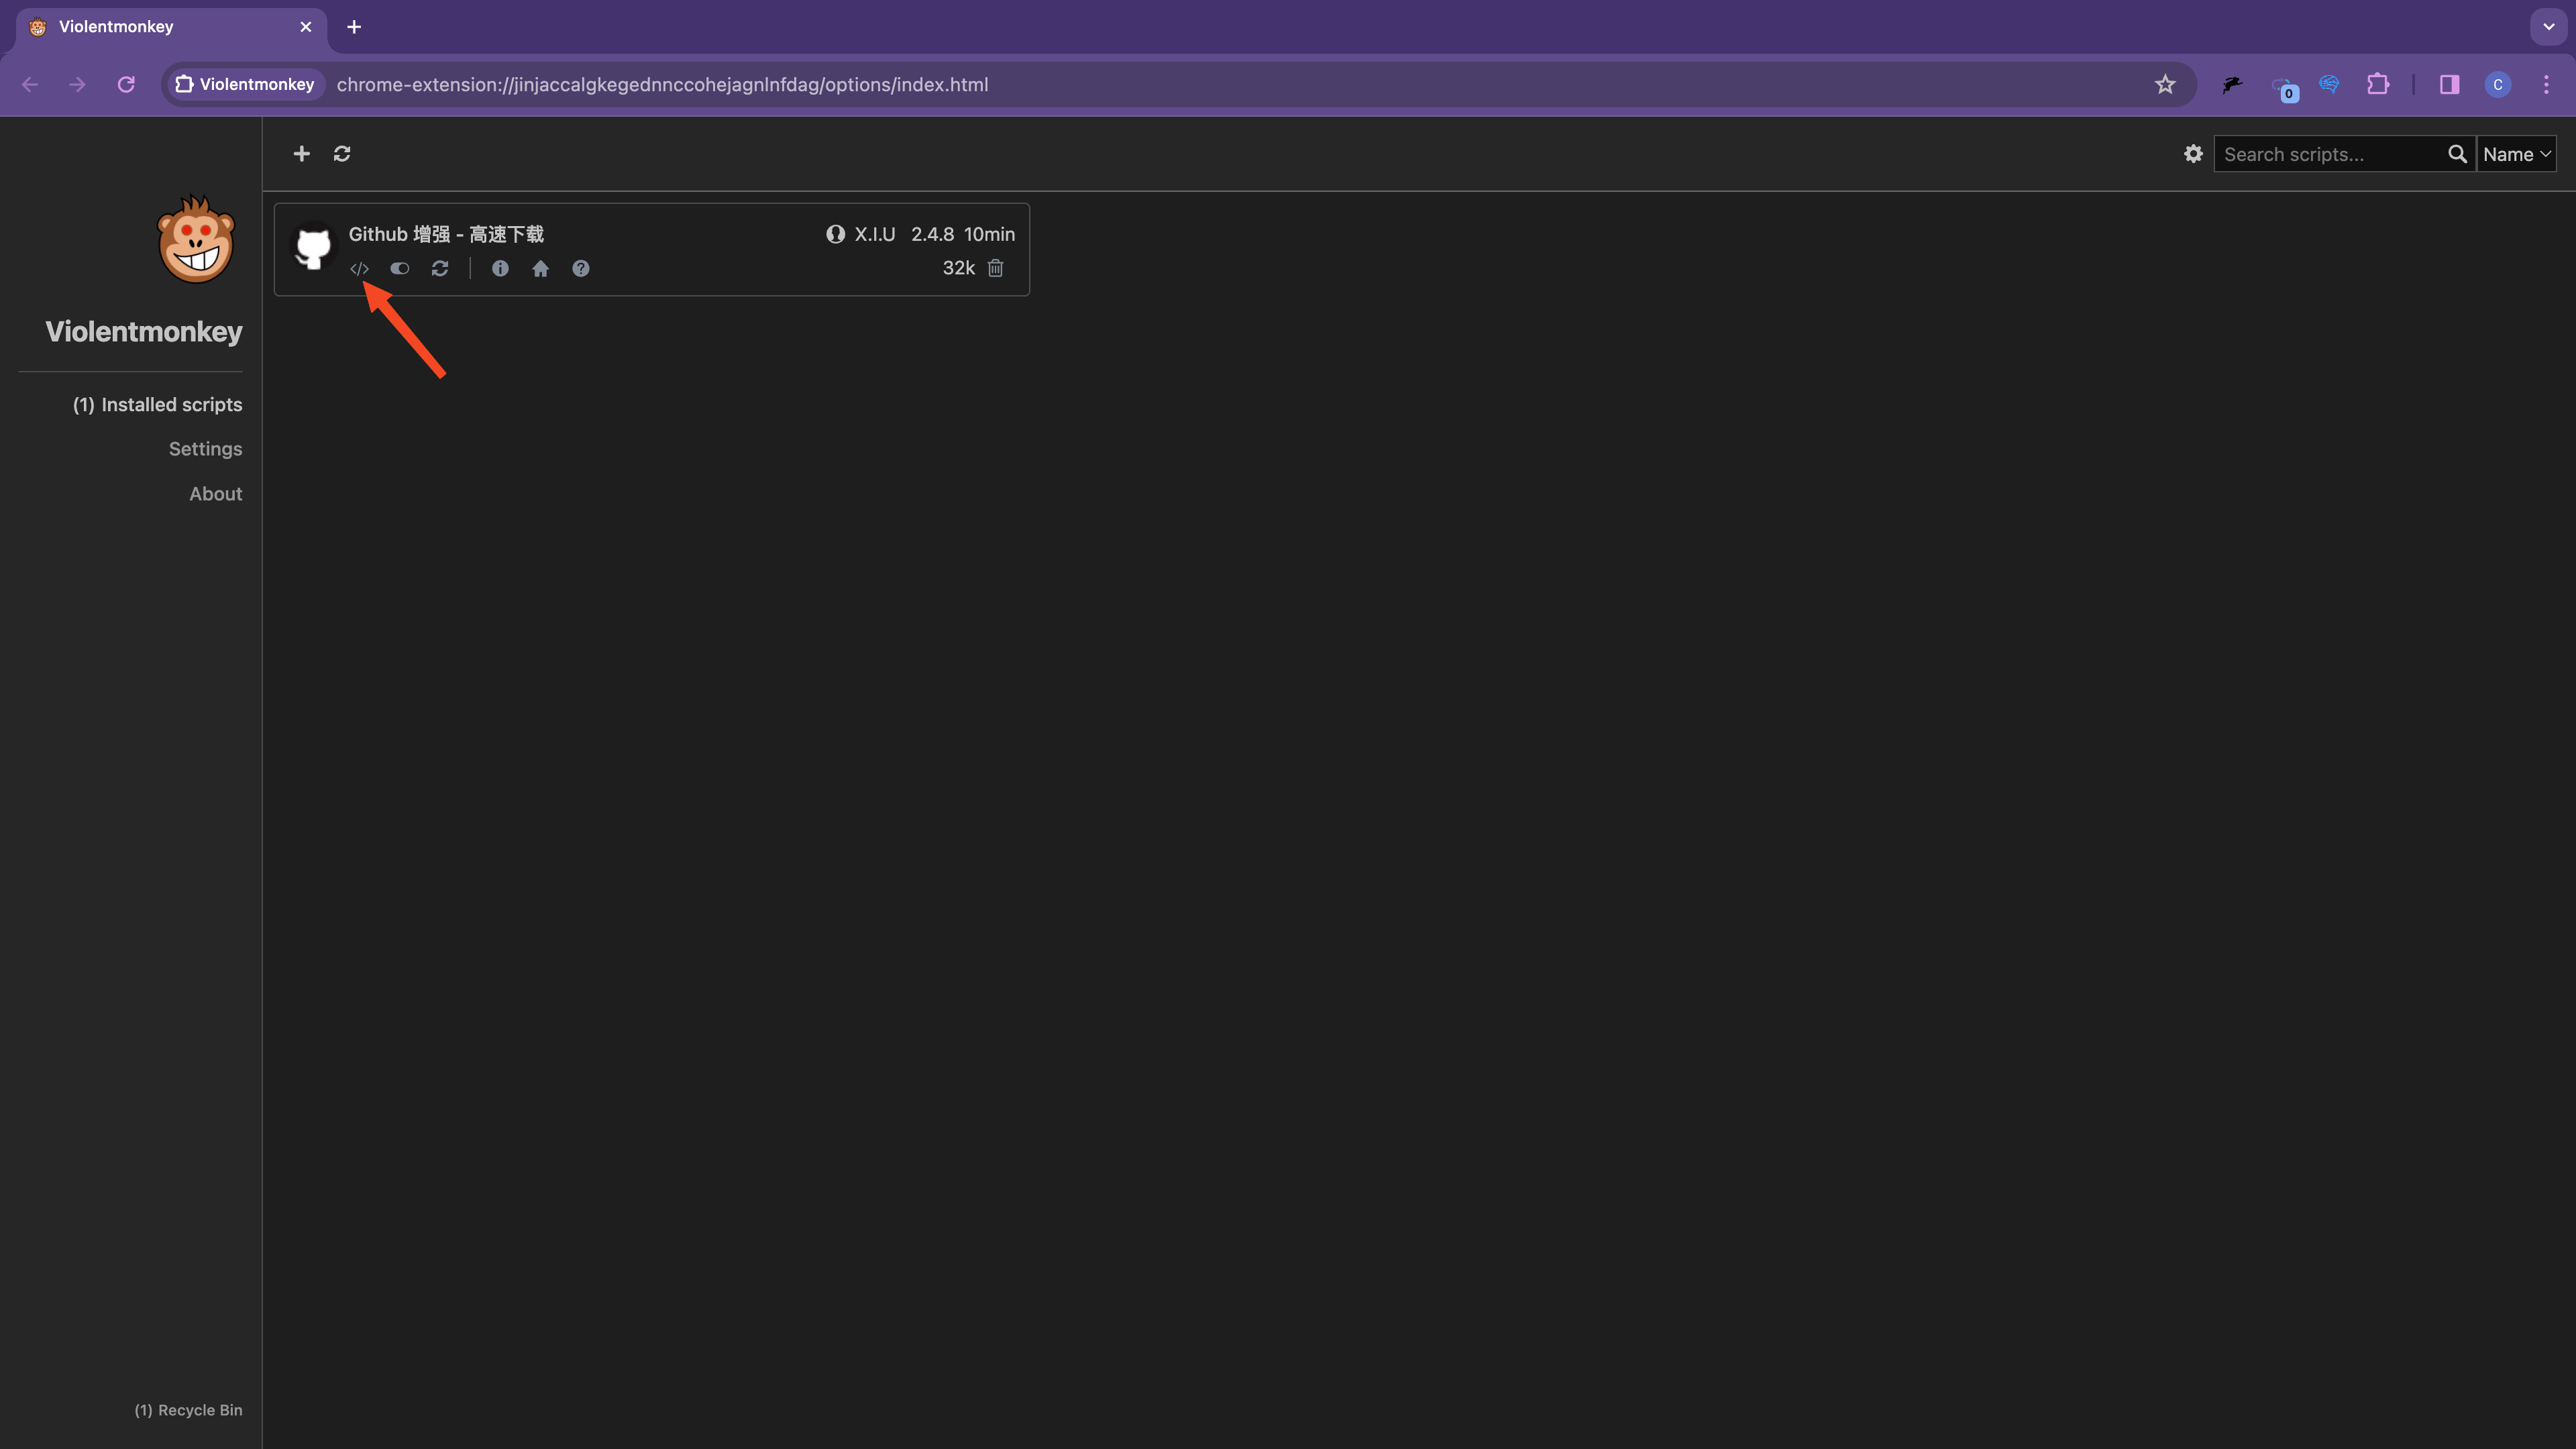 Violentmonkey
Violentmonkey chrome-extension://jinjaccalgkegednnccohejagnlnfdag/options/index.html 0 C
Search scripts... Name
Github 增强 - 高速下载 X.I.U 2.4.8 10min
32k
Violentmonkey
(1) Installed scripts
Settings
About
(1) Recycle Bin